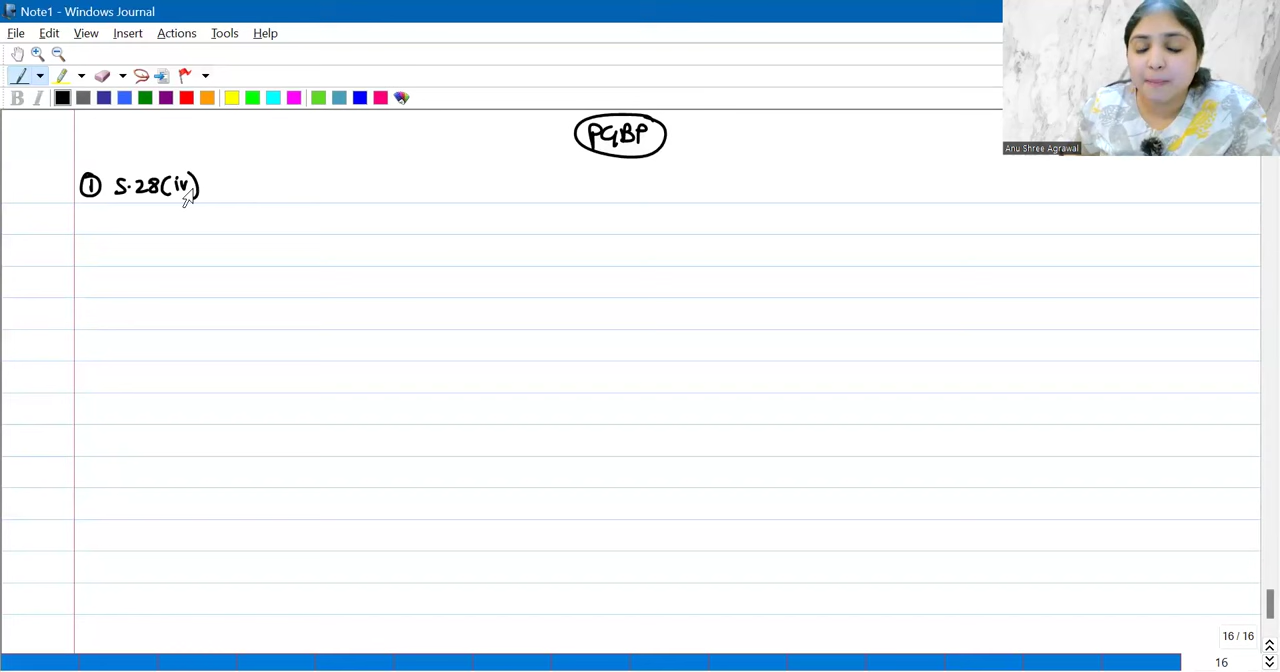 Note1 - Windows Journal
File Edit View Insert Actions Tools Help
B I
PGBP
Anu Shree Agrawal
① S.28(iv)
16 / 16
16